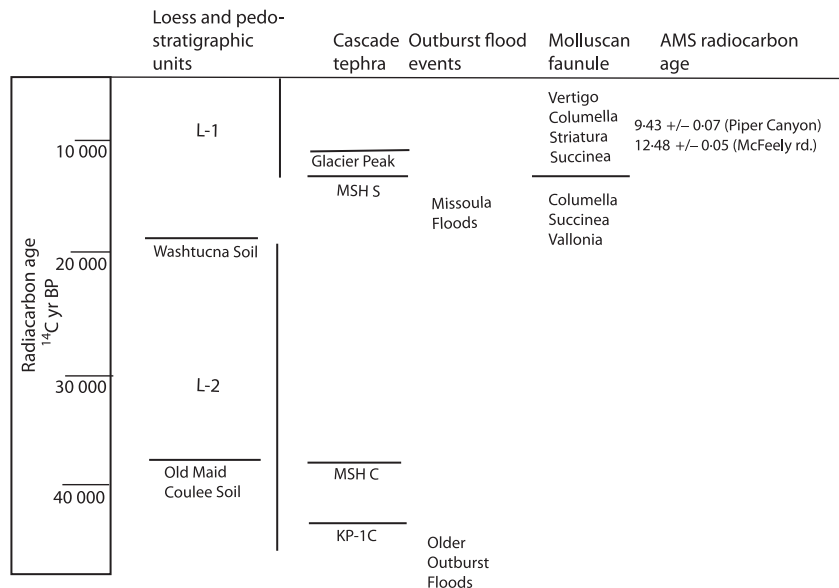 Loess and pedo-
stratigraphic
units
Cascade
tephra
Outburst flood
events
Molluscan
faunule
AMS radiocarbon
age
Radiacarbon age
14C yr BP
10 000
20 000
30 000
40 000
L-1
Washtucna Soil
L-2
Old Maid
Coulee Soil
Glacier Peak
MSH S
MSH C
KP-1C
Missoula
Floods
Older
Outburst
Floods
Vertigo
Columella
Striatura
Succinea
Columella
Succinea
Vallonia
9·43 +/− 0·07 (Piper Canyon)
12·48 +/− 0·05 (McFeely rd.)